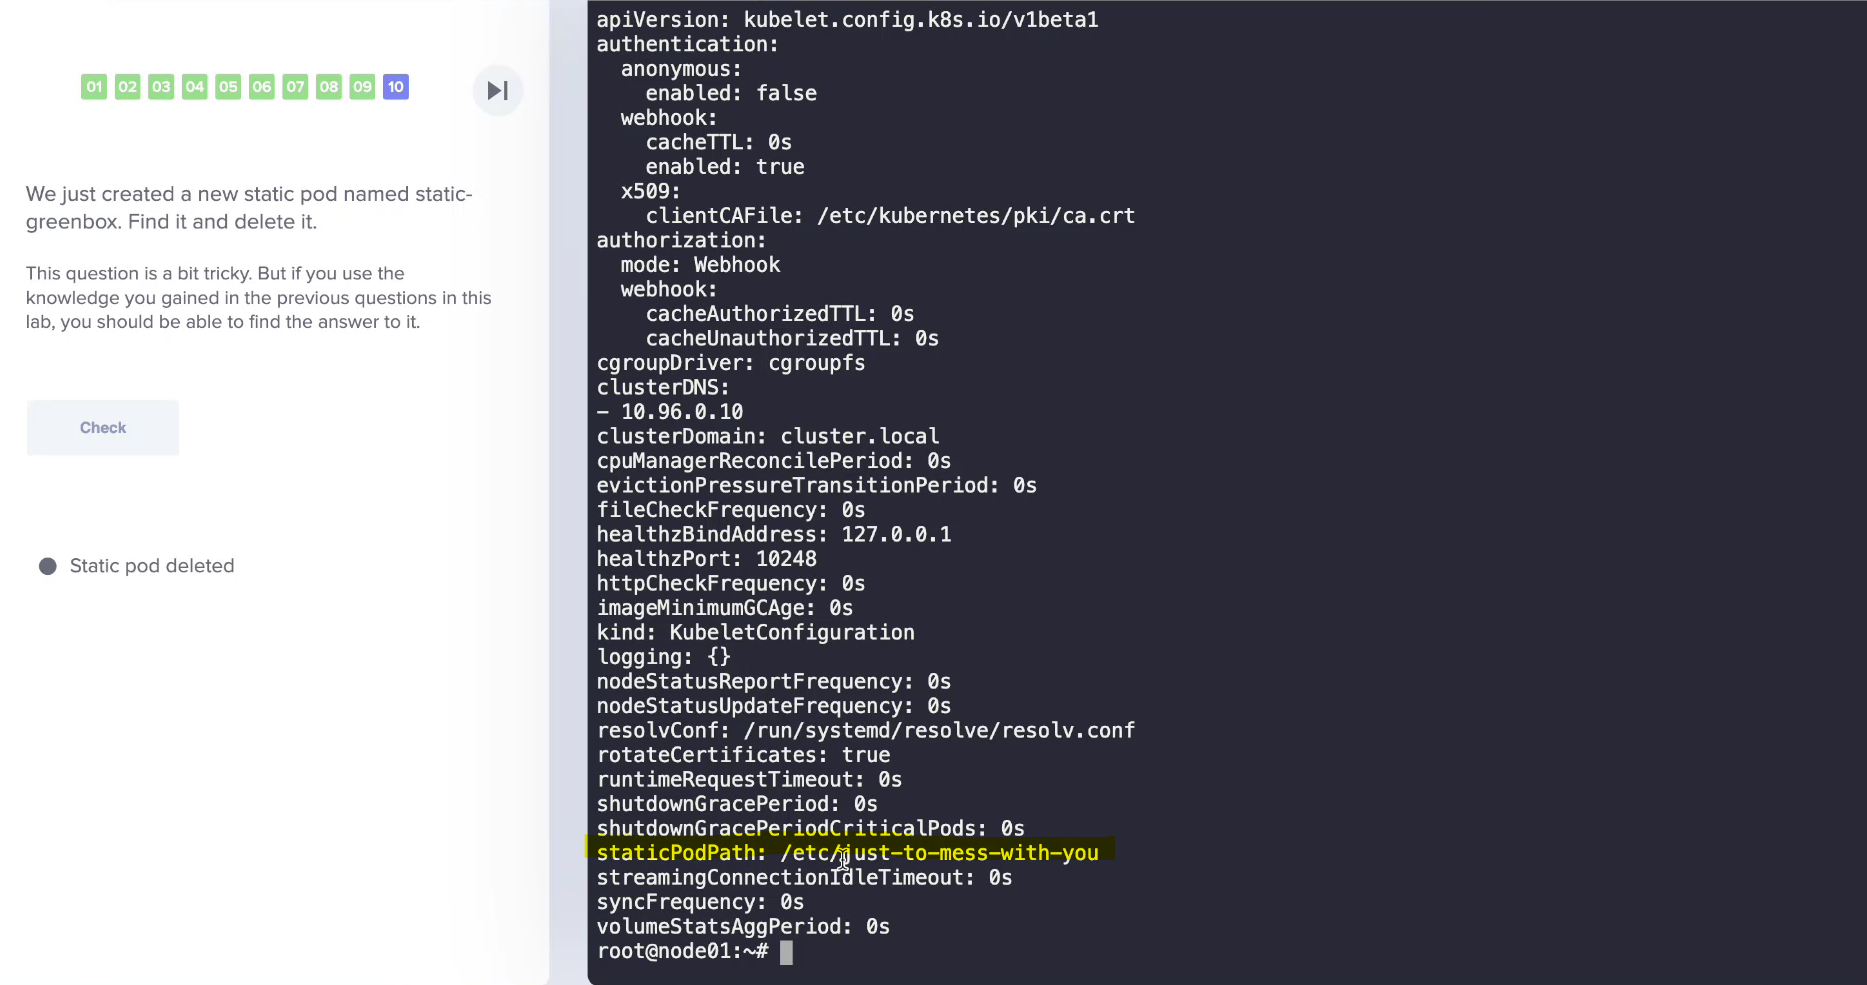 01 02 03 04 05 06 07 08 09 10
We just created a new static pod named static-
greenbox. Find it and delete it.
This question is a bit tricky. But if you use the
knowledge you gained in the previous questions in this
lab, you should be able to find the answer to it.
Check
Static pod deleted
apiVersion: kubelet.config.k8s.io/v1beta1
authentication:
  anonymous:
    enabled: false
  webhook:
    cacheTTL: 0s
    enabled: true
  x509:
    clientCAFile: /etc/kubernetes/pki/ca.crt
authorization:
  mode: Webhook
  webhook:
    cacheAuthorizedTTL: 0s
    cacheUnauthorizedTTL: 0s
cgroupDriver: cgroupfs
clusterDNS:
- 10.96.0.10
clusterDomain: cluster.local
cpuManagerReconcilePeriod: 0s
evictionPressureTransitionPeriod: 0s
fileCheckFrequency: 0s
healthzBindAddress: 127.0.0.1
healthzPort: 10248
httpCheckFrequency: 0s
imageMinimumGCAge: 0s
kind: KubeletConfiguration
logging: {}
nodeStatusReportFrequency: 0s
nodeStatusUpdateFrequency: 0s
resolvConf: /run/systemd/resolve/resolv.conf
rotateCertificates: true
runtimeRequestTimeout: 0s
shutdownGracePeriod: 0s
shutdownGracePeriodCriticalPods: 0s
staticPodPath: /etc/just-to-mess-with-you
streamingConnectionIdleTimeout: 0s
syncFrequency: 0s
volumeStatsAggPeriod: 0s
root@node01:~#